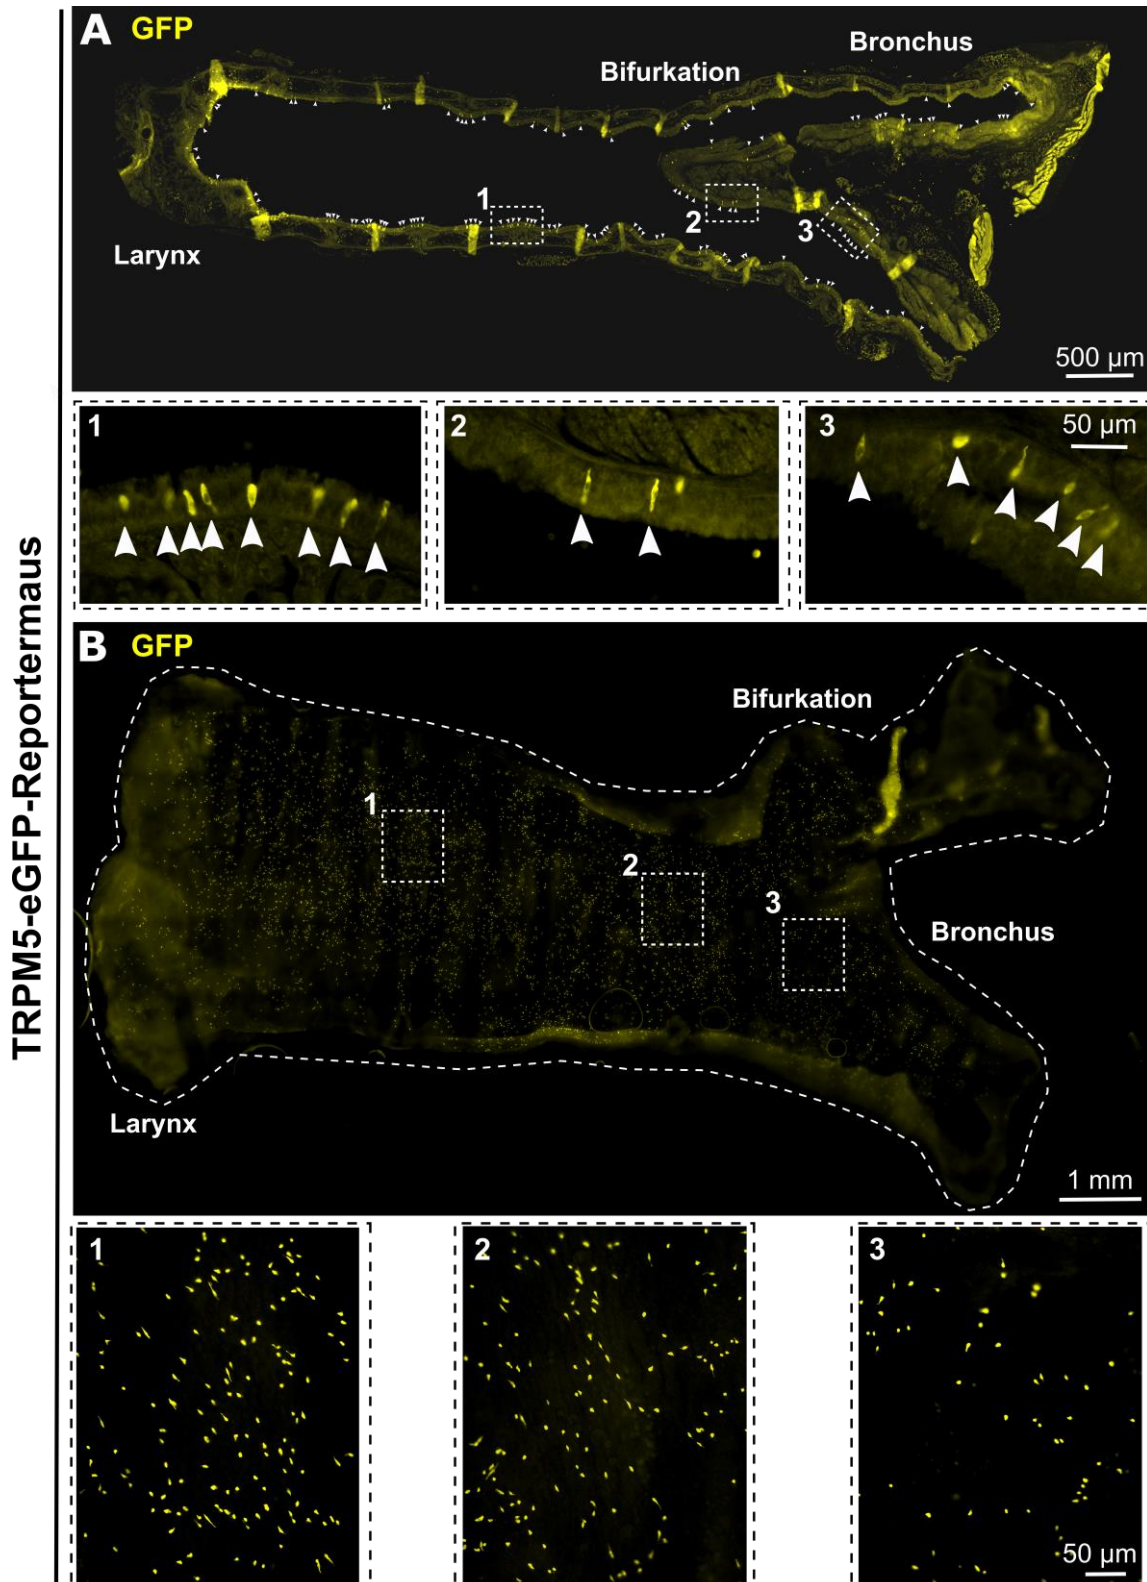 TRPM5-eGFP-Reportermaus
A GFP
Bronchus
Bifurkation
1
2
3
Larynx
500 µm
1
2
3
50 µm
B GFP
Bifurkation
1
2
3
Bronchus
Larynx
1 mm
1
2
3
50 µm